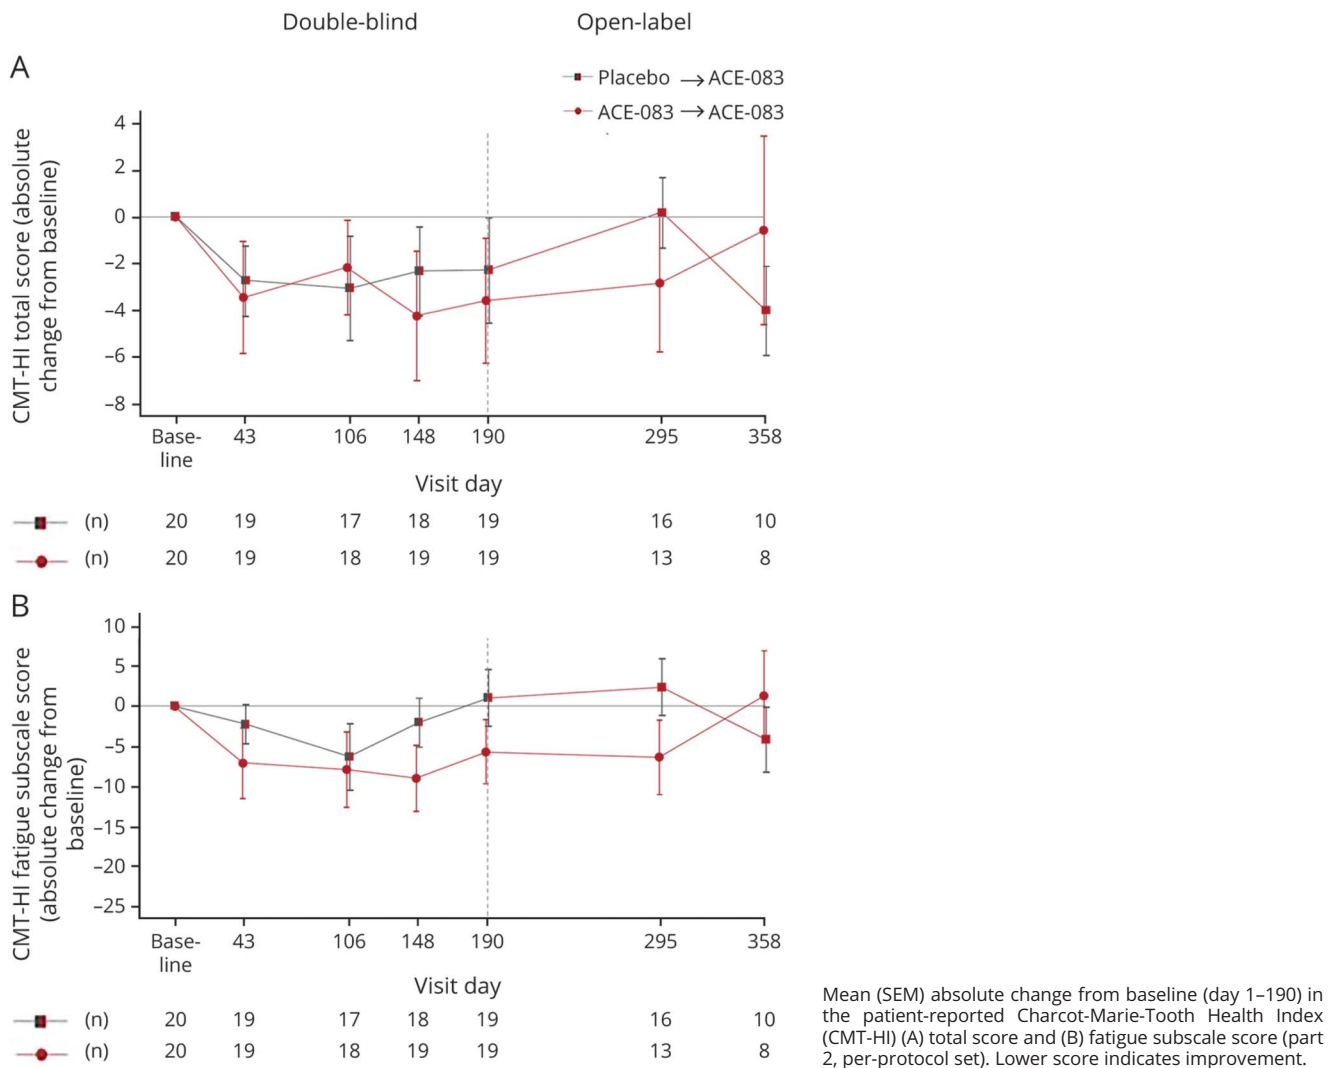 Double-blind Open-label
A
Placebo → ACE-083
ACE-083 → ACE-083
CMT-HI total score (absolute
change from baseline)
4
2
0
–2
–4
–6
–8
Base-
line
43 106 148 190 295 358
Visit day
(n) 20 19 17 18 19 16 10
(n) 20 19 18 19 19 13 8
B
CMT-HI fatigue subscale score
(absolute change from
baseline)
10
5
0
–5
–10
–15
–20
–25
Base-
line
43 106 148 190 295 358
Visit day
(n) 20 19 17 18 19 16 10
(n) 20 19 18 19 19 13 8
Mean (SEM) absolute change from baseline (day 1–190) in
the patient-reported Charcot-Marie-Tooth Health Index
(CMT-HI) (A) total score and (B) fatigue subscale score (part
2, per-protocol set). Lower score indicates improvement.